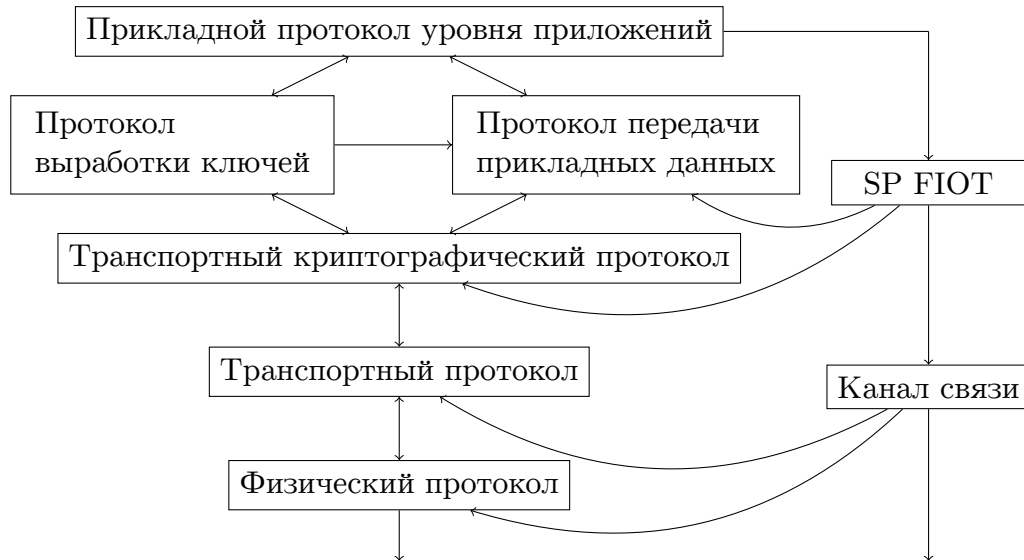 Прикладной протокол уровня приложений
Протокол
выработки ключей
Протокол передачи
прикладных данных
SP FIOT
Транспортный криптографический протокол
Транспортный протокол
Канал связи
Физический протокол